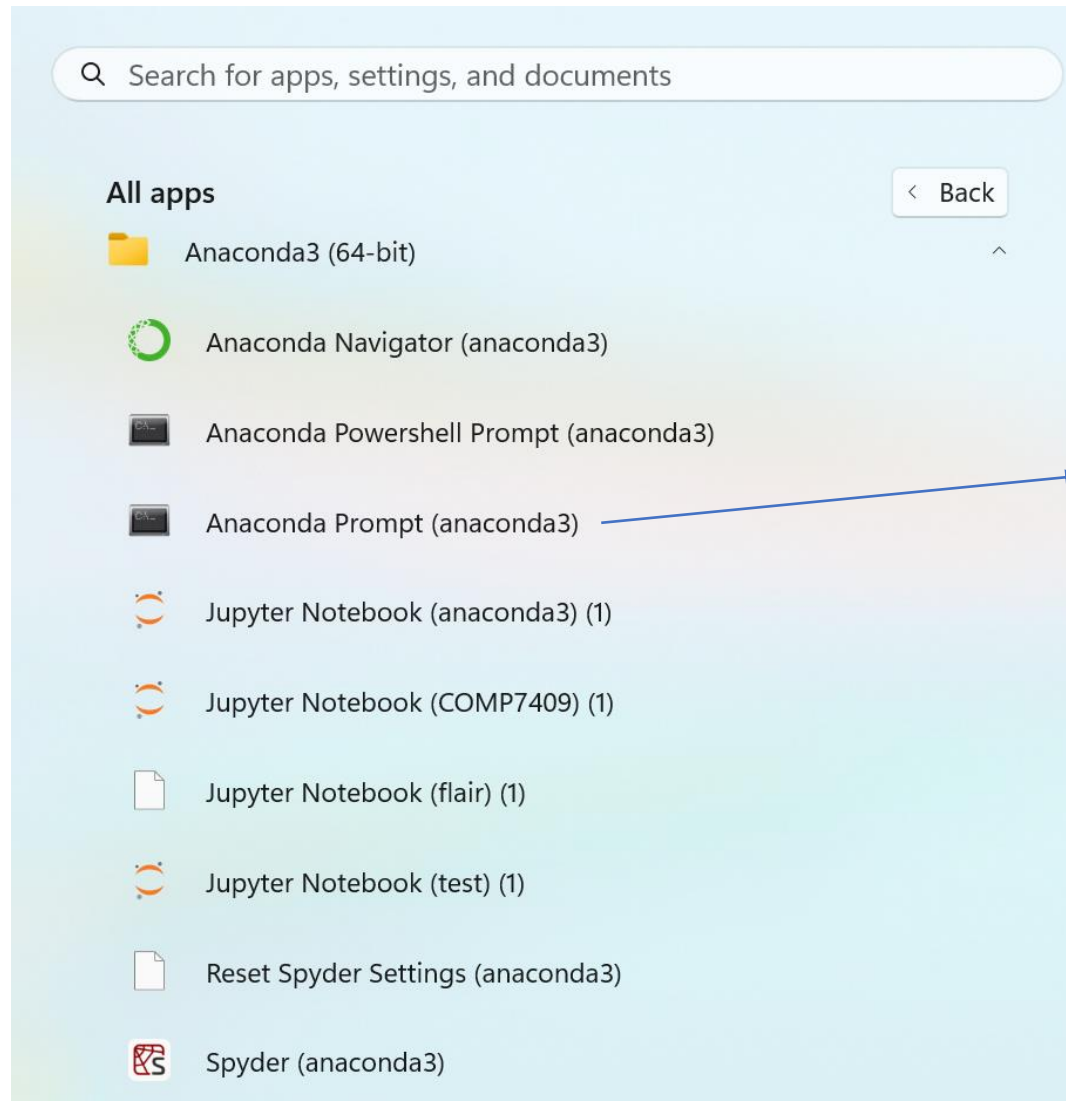 Search for apps, settings, and documents
All apps
Back
Anaconda3 (64-bit)
Anaconda Navigator (anaconda3)
Anaconda Powershell Prompt (anaconda3)
Anaconda Prompt (anaconda3)
Jupyter Notebook (anaconda3) (1)
Jupyter Notebook (COMP7409) (1)
Jupyter Notebook (flair) (1)
Jupyter Notebook (test) (1)
Reset Spyder Settings (anaconda3)
Spyder (anaconda3)